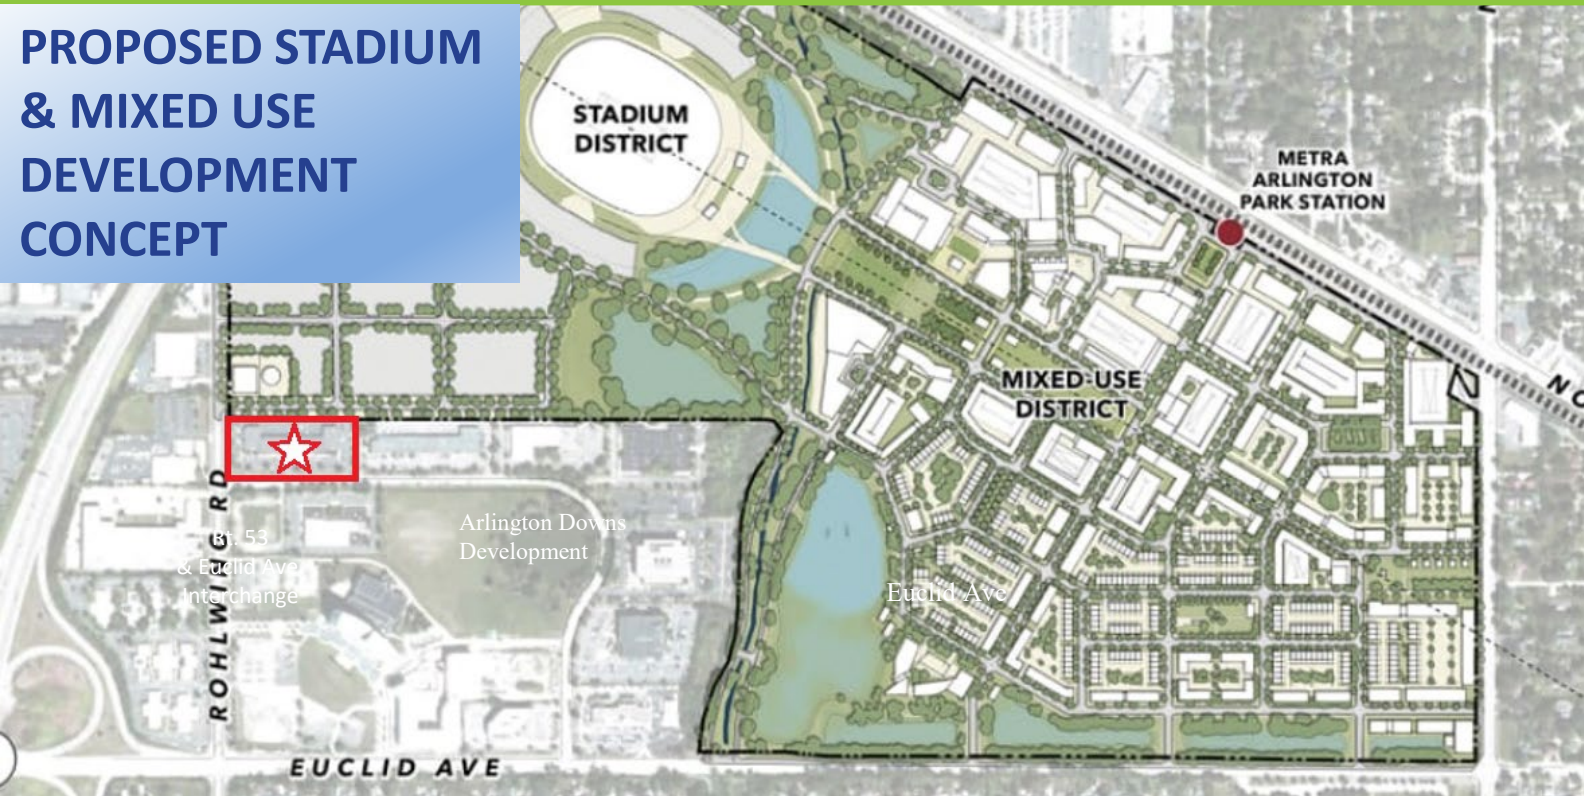 PROPOSED STADIUM
& MIXED USE
DEVELOPMENT
CONCEPT
STADIUM
DISTRICT
METRA
ARLINGTON
PARK STATION
MIXED-USE
DISTRICT
NO
ROHLWING RD
Arlington Downs
Development
Rt. 53
& Euclid Ave
Interchange
Euclid Ave
EUCLID AVE